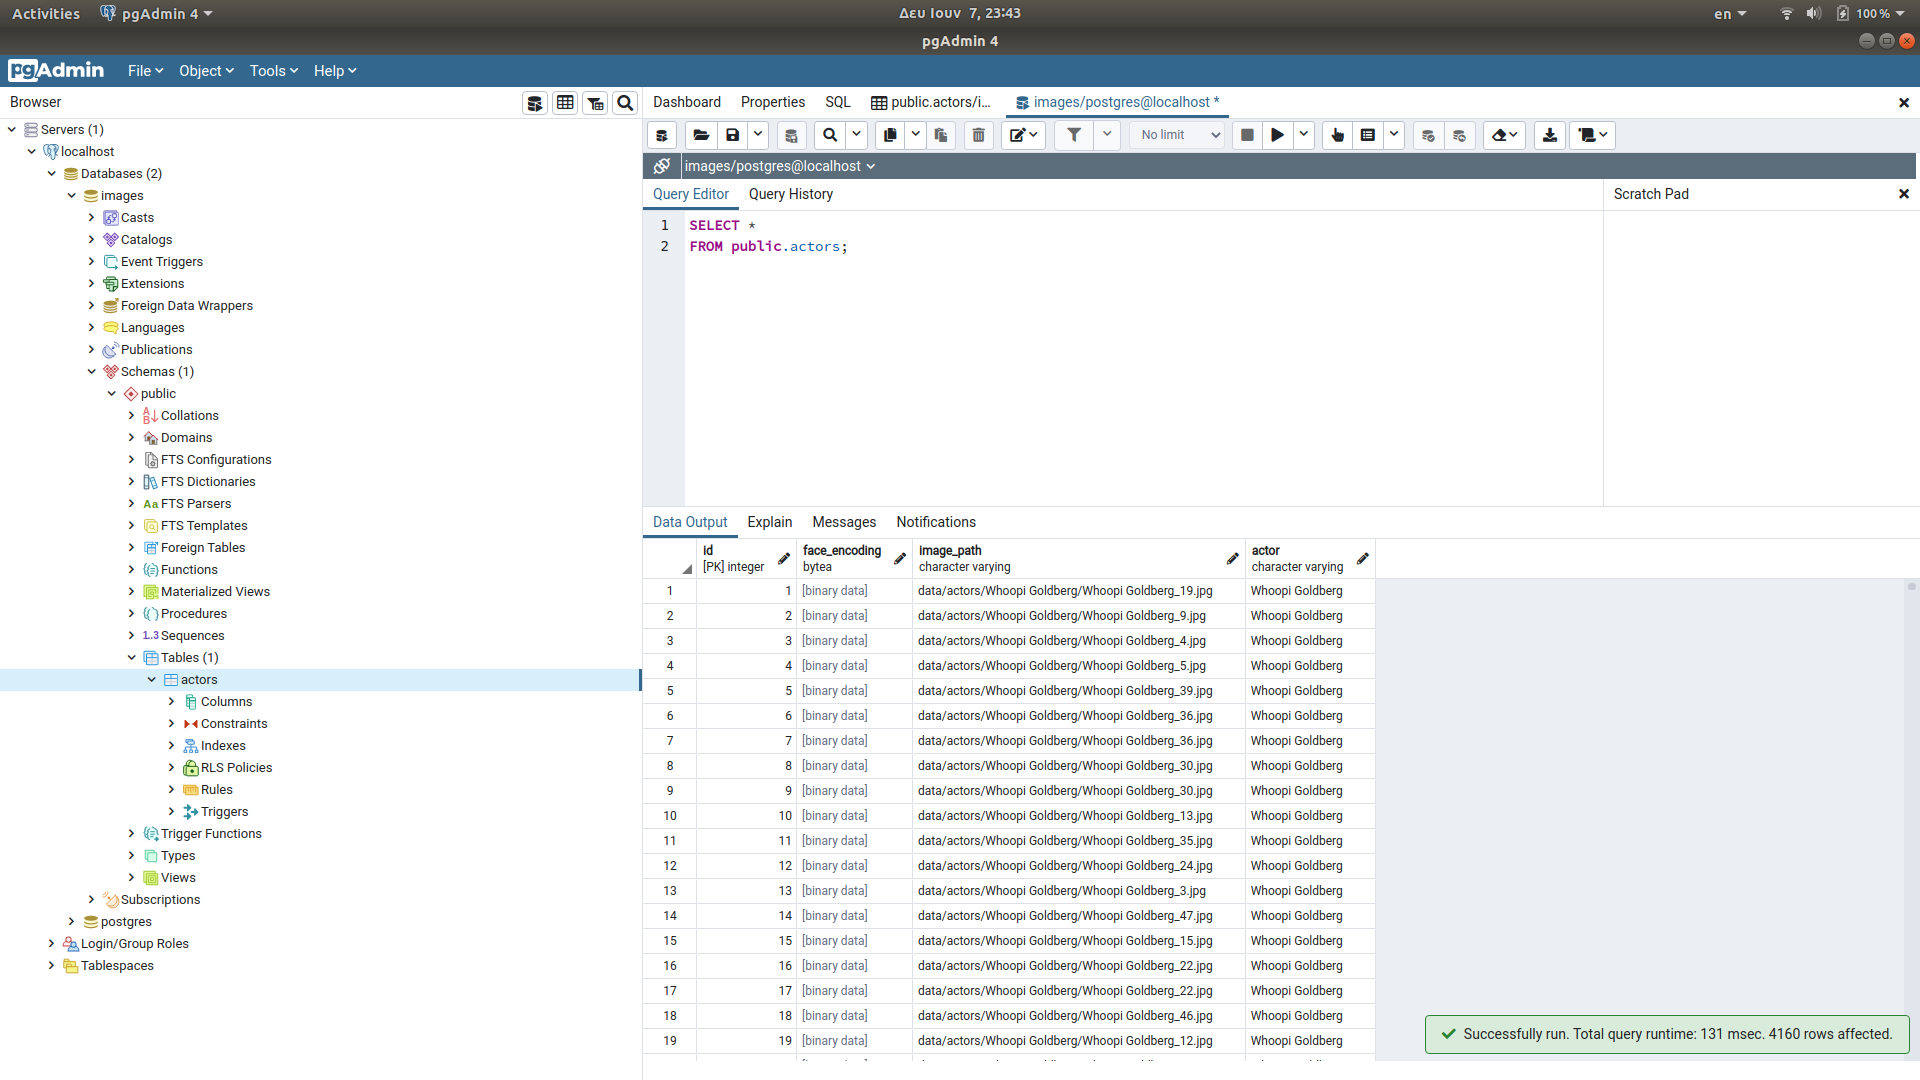 Activities pgAdmin 4 Δευ Ιουν 7, 23:43 en 100 %
pgAdmin 4
pgAdmin File Object Tools Help
Browser
Dashboard Properties SQL public.actors/i... images/postgres@localhost *
No limit
images/postgres@localhost
Query Editor Query History Scratch Pad
1 SELECT *
2 FROM public.actors;
Servers (1)
localhost
Databases (2)
images
Casts
Catalogs
Event Triggers
Extensions
Foreign Data Wrappers
Languages
Publications
Schemas (1)
public
Collations
Domains
FTS Configurations
FTS Dictionaries
Aa FTS Parsers
FTS Templates
Foreign Tables
Functions
Materialized Views
Procedures
1..3 Sequences
Tables (1)
actors
Columns
Constraints
Indexes
RLS Policies
Rules
Triggers
Trigger Functions
Types
Views
Subscriptions
postgres
Login/Group Roles
Tablespaces
Data Output Explain Messages Notifications
id face_encoding image_path actor
[PK] integer bytea character varying character varying
1 1 [binary data] data/actors/Whoopi Goldberg/Whoopi Goldberg_19.jpg Whoopi Goldberg
2 2 [binary data] data/actors/Whoopi Goldberg/Whoopi Goldberg_9.jpg Whoopi Goldberg
3 3 [binary data] data/actors/Whoopi Goldberg/Whoopi Goldberg_4.jpg Whoopi Goldberg
4 4 [binary data] data/actors/Whoopi Goldberg/Whoopi Goldberg_5.jpg Whoopi Goldberg
5 5 [binary data] data/actors/Whoopi Goldberg/Whoopi Goldberg_39.jpg Whoopi Goldberg
6 6 [binary data] data/actors/Whoopi Goldberg/Whoopi Goldberg_36.jpg Whoopi Goldberg
7 7 [binary data] data/actors/Whoopi Goldberg/Whoopi Goldberg_36.jpg Whoopi Goldberg
8 8 [binary data] data/actors/Whoopi Goldberg/Whoopi Goldberg_30.jpg Whoopi Goldberg
9 9 [binary data] data/actors/Whoopi Goldberg/Whoopi Goldberg_30.jpg Whoopi Goldberg
10 10 [binary data] data/actors/Whoopi Goldberg/Whoopi Goldberg_13.jpg Whoopi Goldberg
11 11 [binary data] data/actors/Whoopi Goldberg/Whoopi Goldberg_35.jpg Whoopi Goldberg
12 12 [binary data] data/actors/Whoopi Goldberg/Whoopi Goldberg_24.jpg Whoopi Goldberg
13 13 [binary data] data/actors/Whoopi Goldberg/Whoopi Goldberg_3.jpg Whoopi Goldberg
14 14 [binary data] data/actors/Whoopi Goldberg/Whoopi Goldberg_47.jpg Whoopi Goldberg
15 15 [binary data] data/actors/Whoopi Goldberg/Whoopi Goldberg_15.jpg Whoopi Goldberg
16 16 [binary data] data/actors/Whoopi Goldberg/Whoopi Goldberg_22.jpg Whoopi Goldberg
17 17 [binary data] data/actors/Whoopi Goldberg/Whoopi Goldberg_22.jpg Whoopi Goldberg
18 18 [binary data] data/actors/Whoopi Goldberg/Whoopi Goldberg_46.jpg Whoopi Goldberg
19 19 [binary data] data/actors/Whoopi Goldberg/Whoopi Goldberg_12.jpg Whoopi Goldberg
Successfully run. Total query runtime: 131 msec. 4160 rows affected.